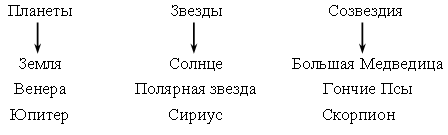 Планеты Звезды Созвездия
Земля Солнце Большая Медведица
Венера Полярная звезда Гончие Псы
Юпитер Сириус Скорпион